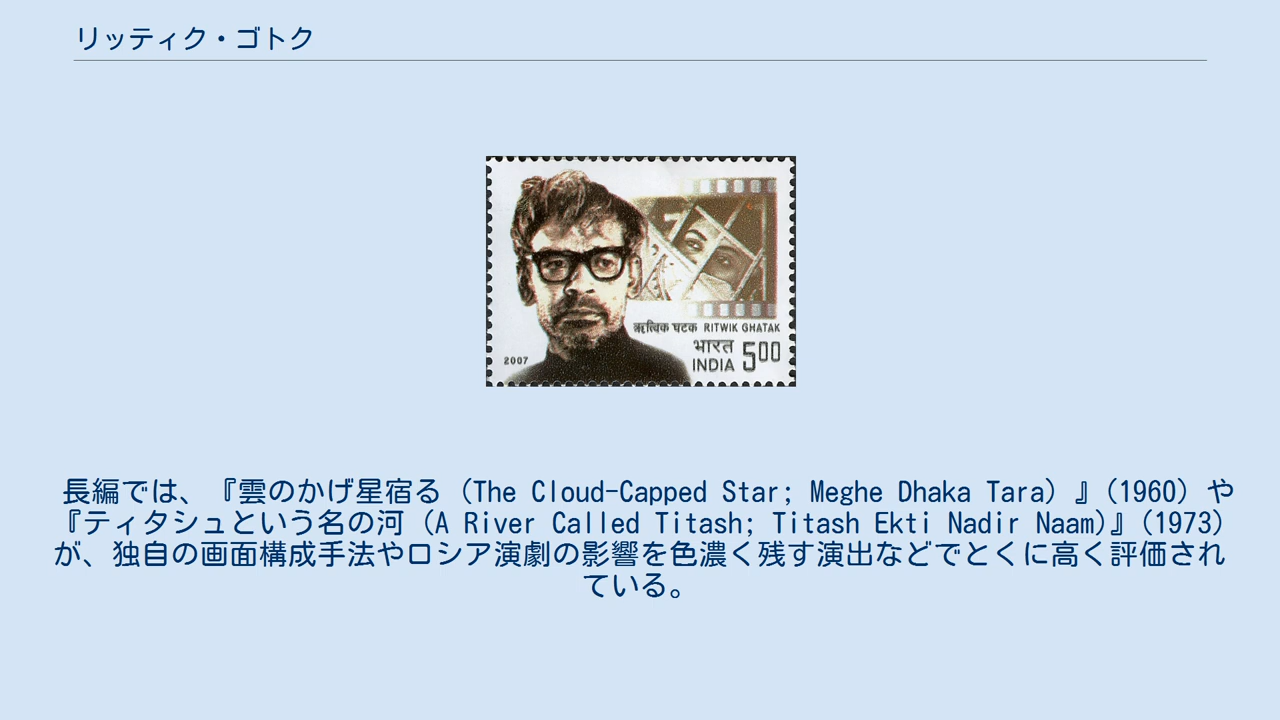 リッティク・ゴトク
ऋत्विक घटक RITWIK GHATAK
भारत
INDIA 500
2007
長編では、『雲のかげ星宿る（The Cloud-Capped Star; Meghe Dhaka Tara）』（1960）や
『ティタシュという名の河（A River Called Titash; Titash Ekti Nadir Naam)』（1973）
が、独自の画面構成手法やロシア演劇の影響を色濃く残す演出などでとくに高く評価され
ている。